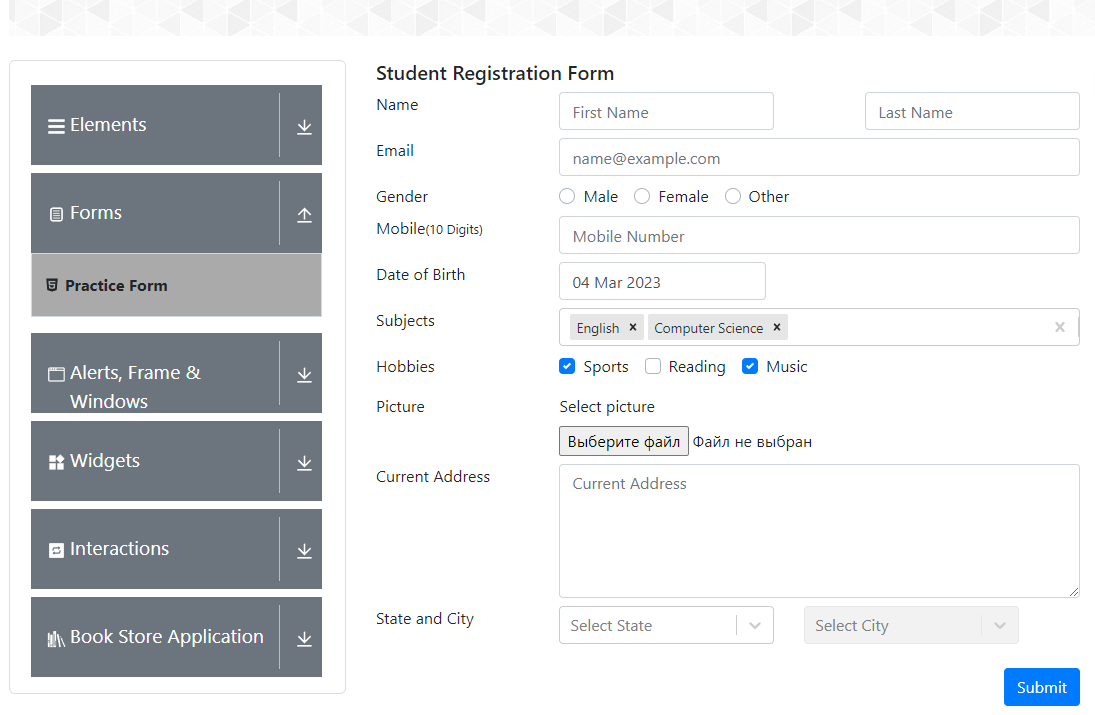 Elements
Forms
Practice Form
Alerts, Frame &
Windows
Widgets
Interactions
Book Store Application
Student Registration Form
Name
First Name
Last Name
Email
name@example.com
Gender
Male
Female
Other
Mobile(10 Digits)
Mobile Number
Date of Birth
04 Mar 2023
Subjects
English
Computer Science
Hobbies
Sports
Reading
Music
Picture
Select picture
Выберите файл
Файл не выбран
Current Address
Current Address
State and City
Select State
Select City
Submit